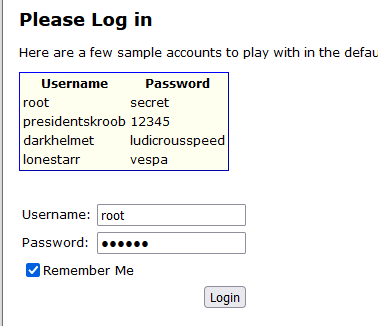 Please Log in
Here are a few sample accounts to play with in the defau
Username Password
root secret
presidentskroob 12345
darkhelmet ludicrousspeed
lonestarr vespa
Username: root
Password: ●●●●●●
Remember Me
Login